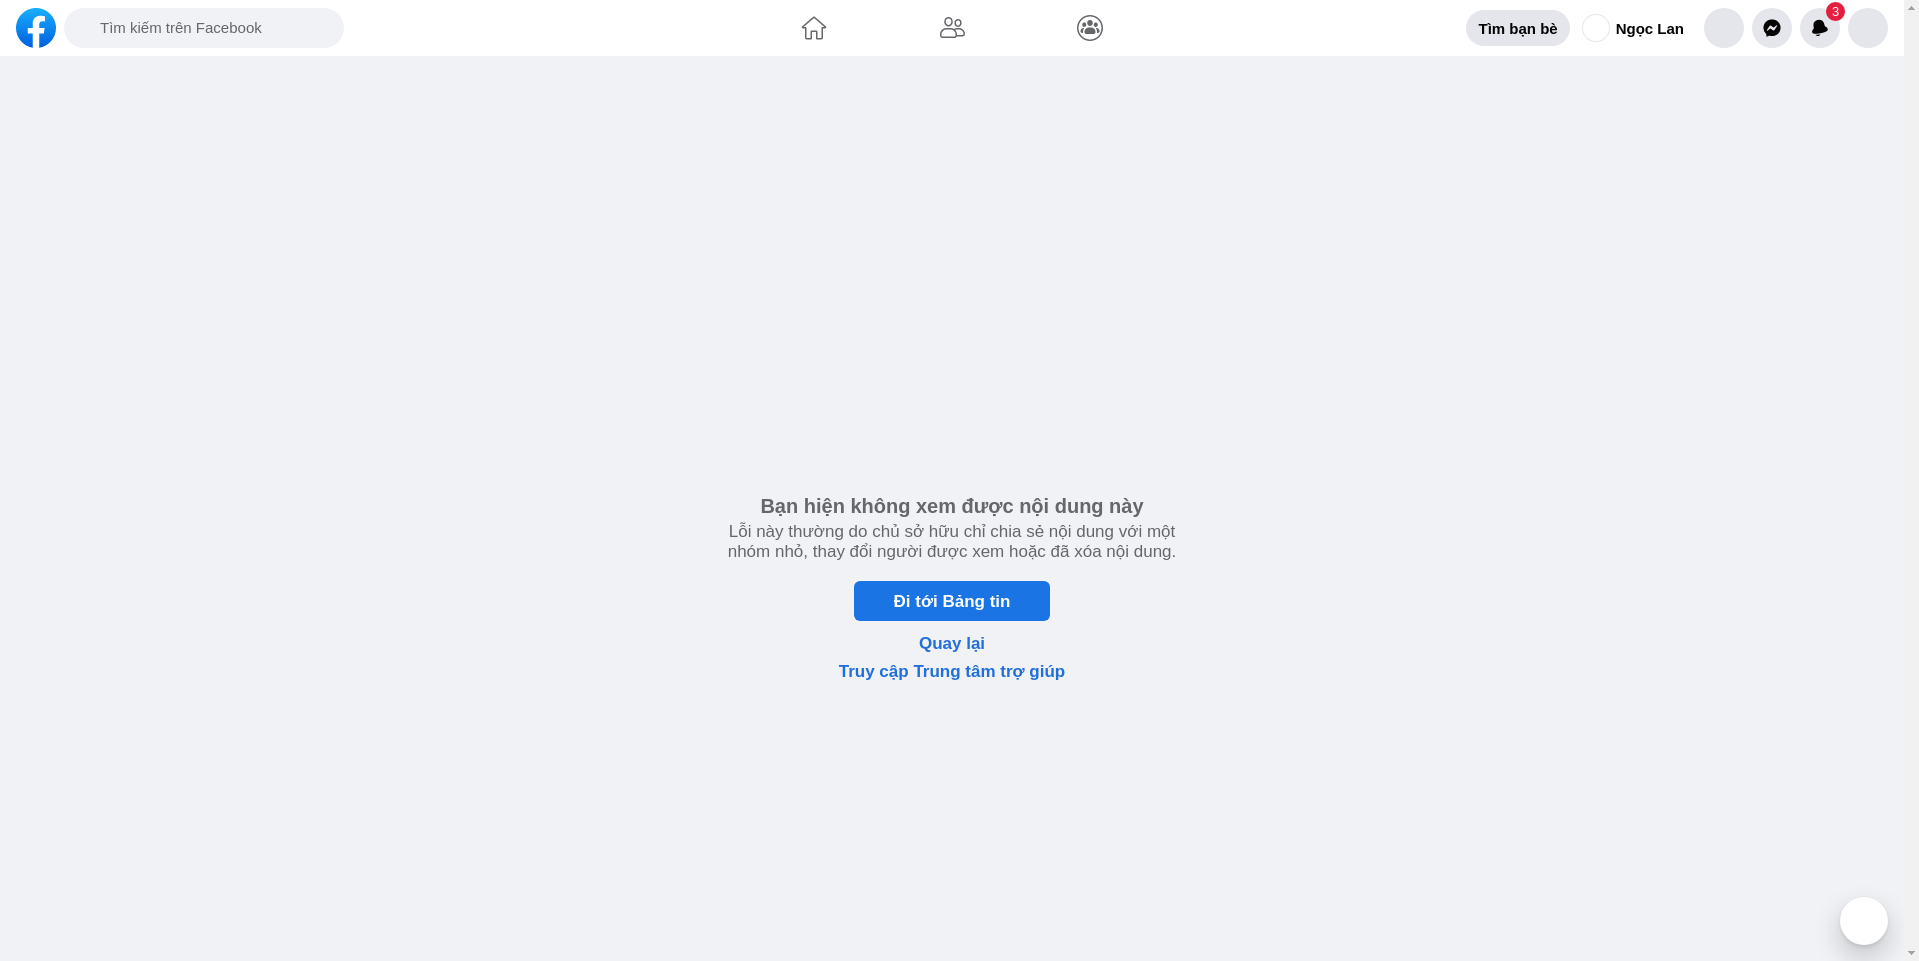 Tìm kiếm trên Facebook
Tìm bạn bè
Ngọc Lan
3
Bạn hiện không xem được nội dung này
Lỗi này thường do chủ sở hữu chỉ chia sẻ nội dung với một
nhóm nhỏ, thay đổi người được xem hoặc đã xóa nội dung.
Đi tới Bảng tin
Quay lại
Truy cập Trung tâm trợ giúp